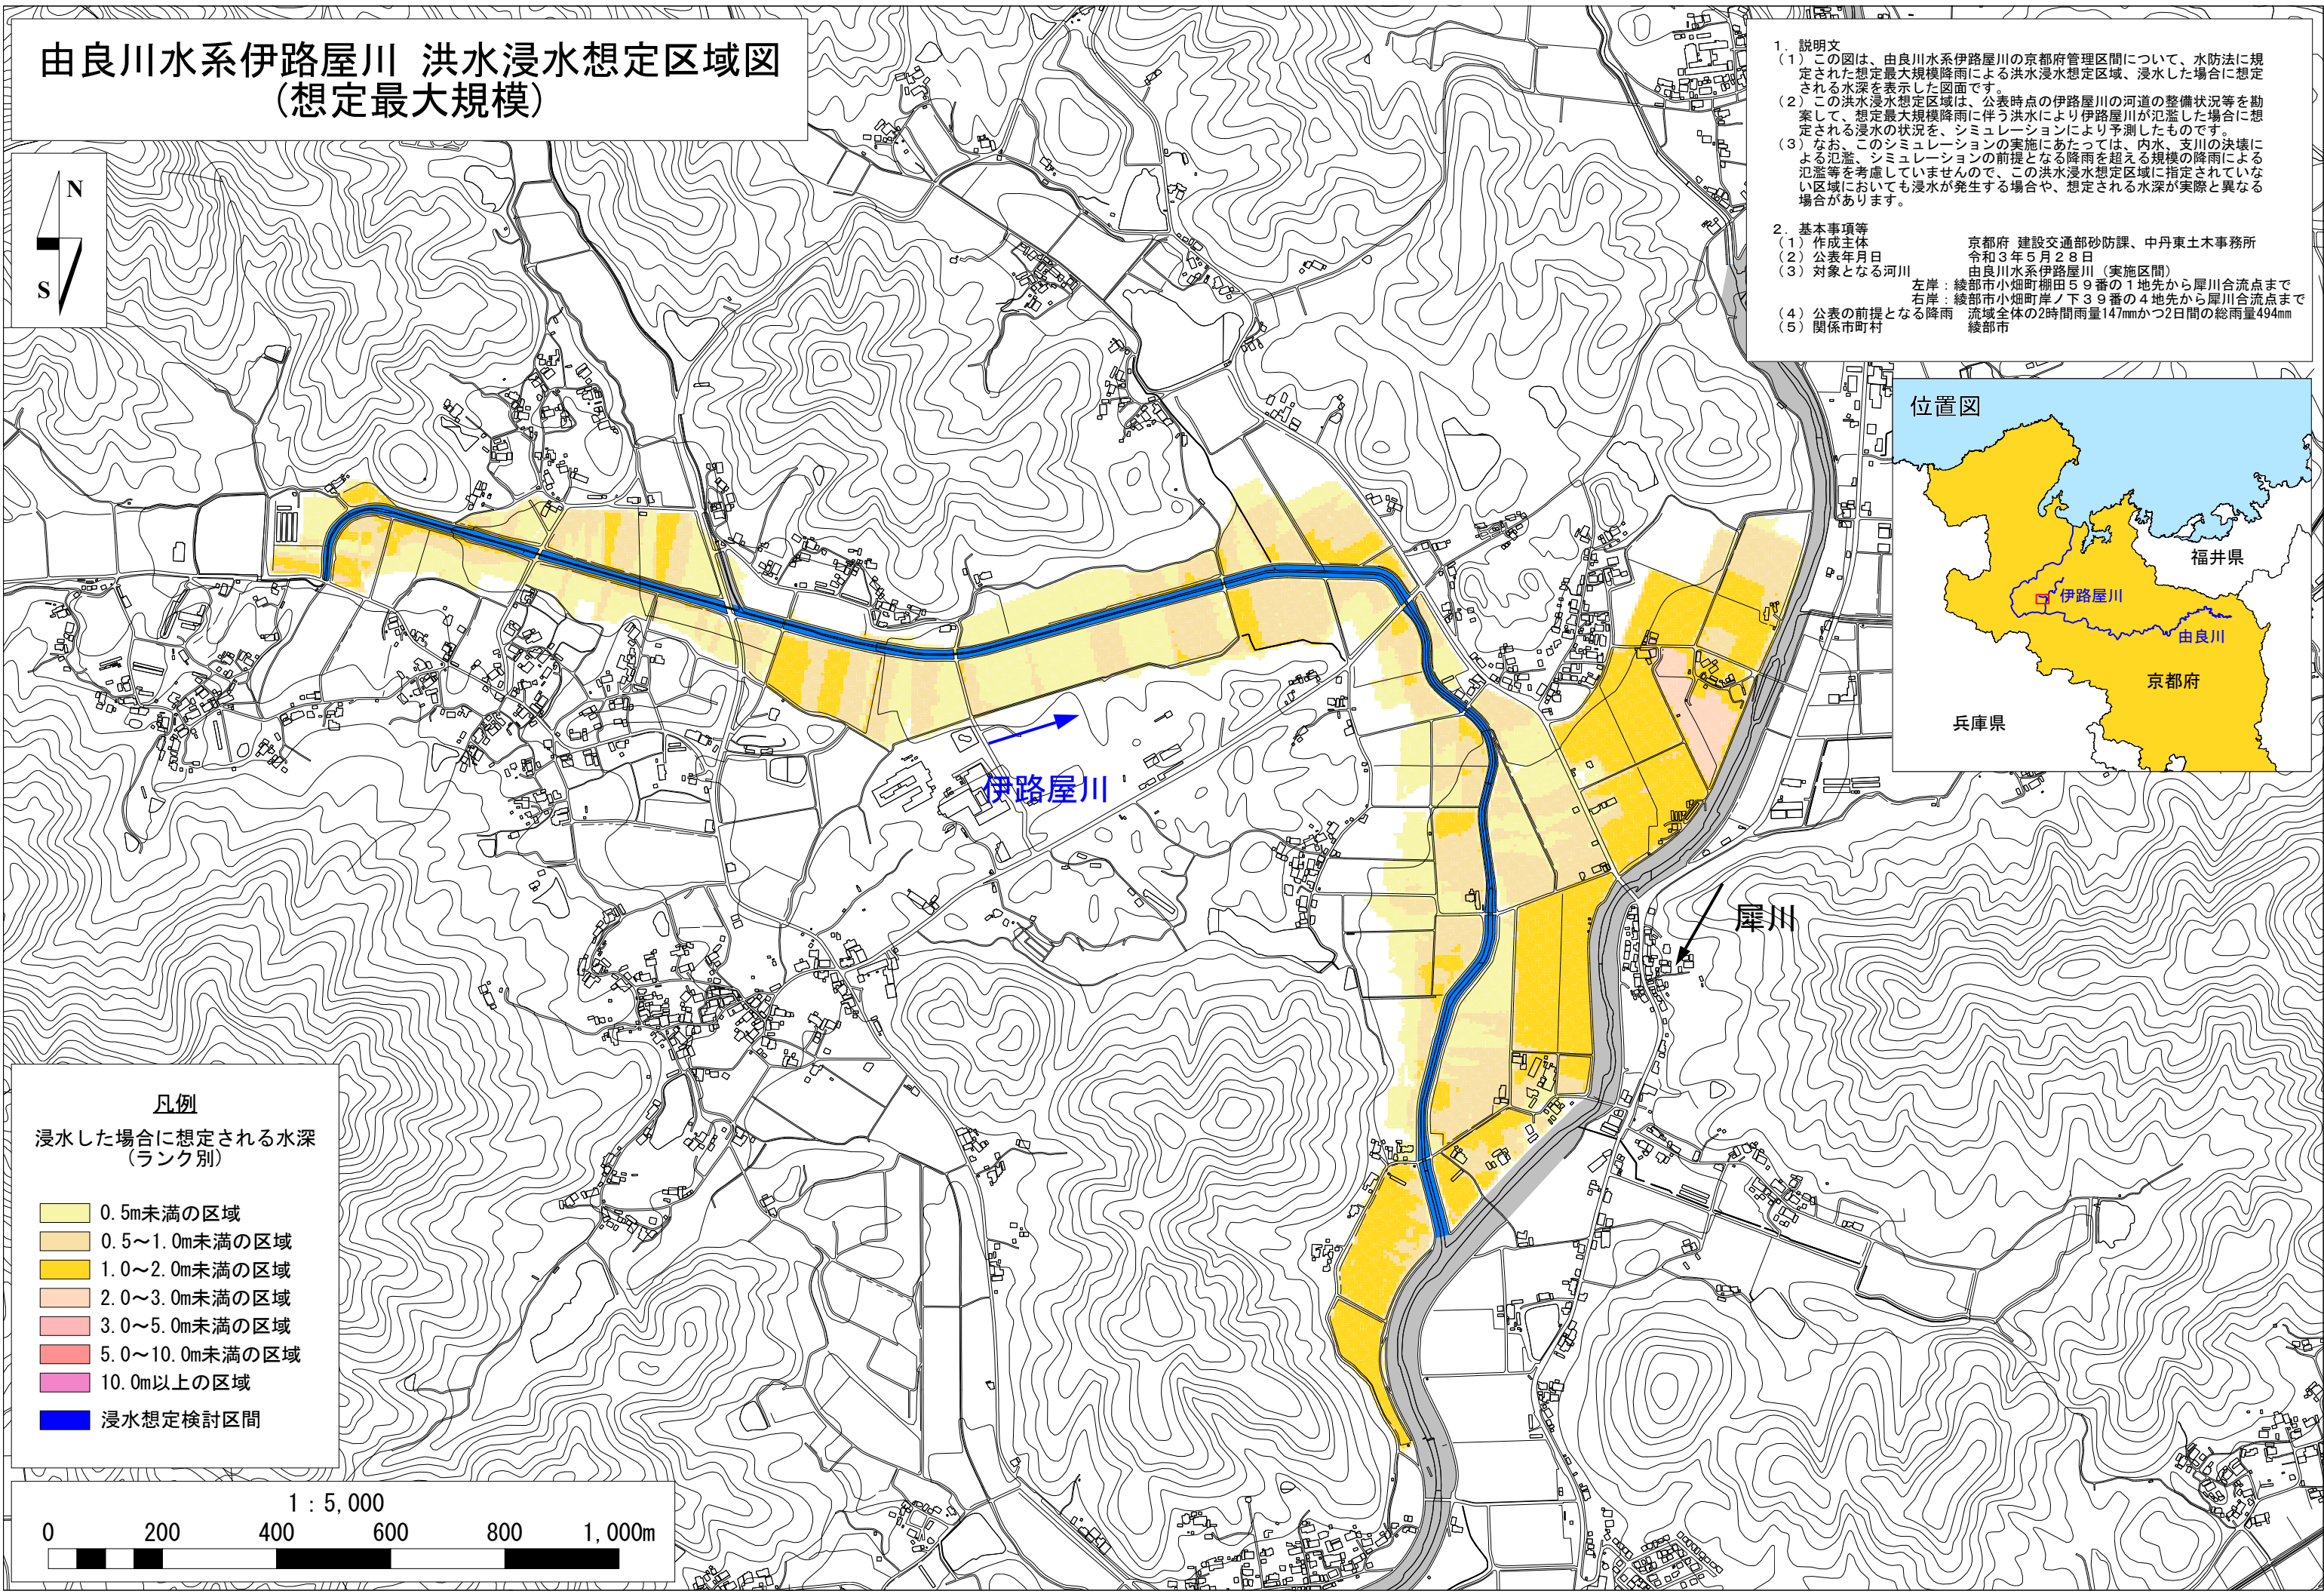 由良川水系伊路屋川 洪水浸水想定区域図
(想定最大規模)
N
S
1. 説明文
(1) この図は、由良川水系伊路屋川の京都府管理区間について、水防法に規
定された想定最大規模降雨による洪水浸水想定区域、浸水した場合に想定
される水深を表示した図面です。
(2) この洪水浸水想定区域は、公表時点の伊路屋川の河道の整備状況等を勘
案して、想定最大規模降雨に伴う洪水により伊路屋川が氾濫した場合に想
定される浸水の状況を、シミュレーションにより予測したものです。
(3) なお、このシミュレーションの実施にあたっては、内水、支川の決壊に
よる氾濫、シミュレーションの前提となる降雨を超える規模の降雨による
氾濫等を考慮していませんので、この洪水浸水想定区域に指定されていな
い区域においても浸水が発生する場合や、想定される水深が実際と異なる
場合があります。
2. 基本事項等
(1) 作成主体 京都府 建設交通部砂防課、中丹東土木事務所
(2) 公表年月日 令和3年5月28日
(3) 対象となる河川 由良川水系伊路屋川（実施区間）
左岸：綾部市小畑町棚田59番の1地先から犀川合流点まで
右岸：綾部市小畑町岸ノ下39番の4地先から犀川合流点まで
(4) 公表の前提となる降雨 流域全体の2時間雨量147mmかつ2日間の総雨量494mm
(5) 関係市町村 綾部市
位置図
福井県
伊路屋川
由良川
京都府
兵庫県
伊路屋川
犀川
凡例
浸水した場合に想定される水深
(ランク別)
0.5m未満の区域
0.5～1.0m未満の区域
1.0～2.0m未満の区域
2.0～3.0m未満の区域
3.0～5.0m未満の区域
5.0～10.0m未満の区域
10.0m以上の区域
浸水想定検討区間
1：5,000
0 200 400 600 800 1,000m